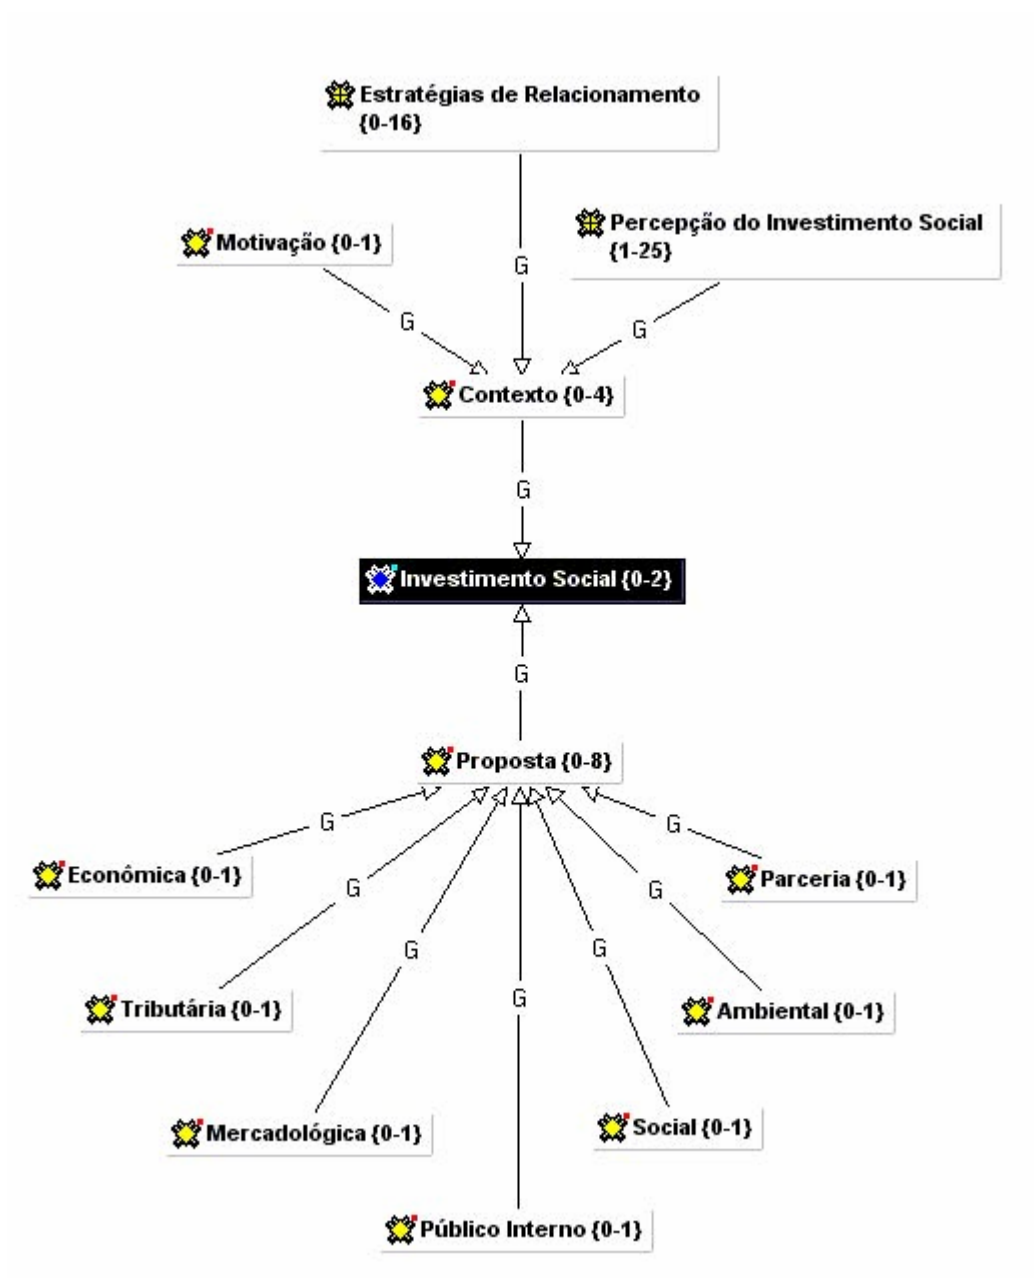 Estratégias de Relacionamento
{0-16}
Percepção do Investimento Social
{1-25}
Motivação {0-1}
G
G
G
Contexto {0-4}
G
Investimento Social {0-2}
G
Proposta {0-8}
G
G
Econômica {0-1}
Parceria {0-1}
G
G
G
G
G
Tributária {0-1}
Ambiental {0-1}
Mercadológica {0-1}
Social {0-1}
Público Interno {0-1}